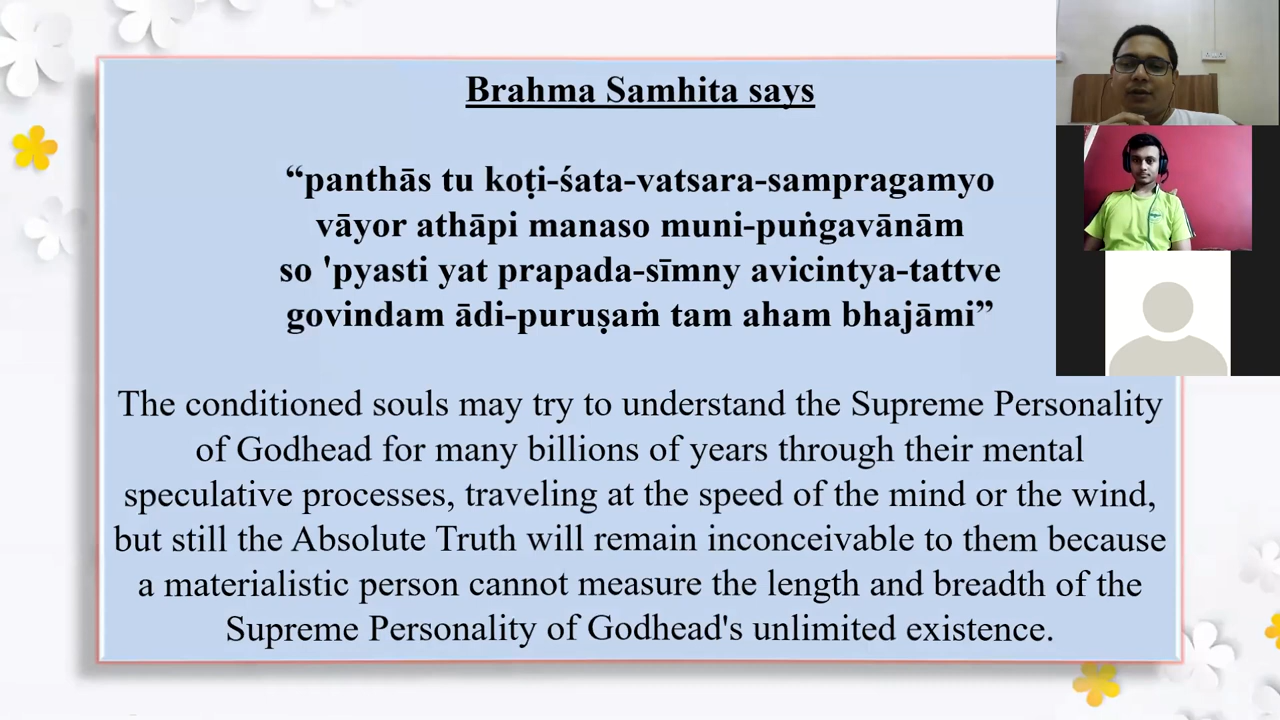 Brahma Samhita says
“panthās tu koṭi-śata-vatsara-sampragamyo
vāyor athāpi manaso muni-puṅgavānām
so 'pyasti yat prapada-sīmny avicintya-tattve
govindam ādi-puruṣaṁ tam aham bhajāmi”
The conditioned souls may try to understand the Supreme Personality
of Godhead for many billions of years through their mental
speculative processes, traveling at the speed of the mind or the wind,
but still the Absolute Truth will remain inconceivable to them because
a materialistic person cannot measure the length and breadth of the
Supreme Personality of Godhead's unlimited existence.